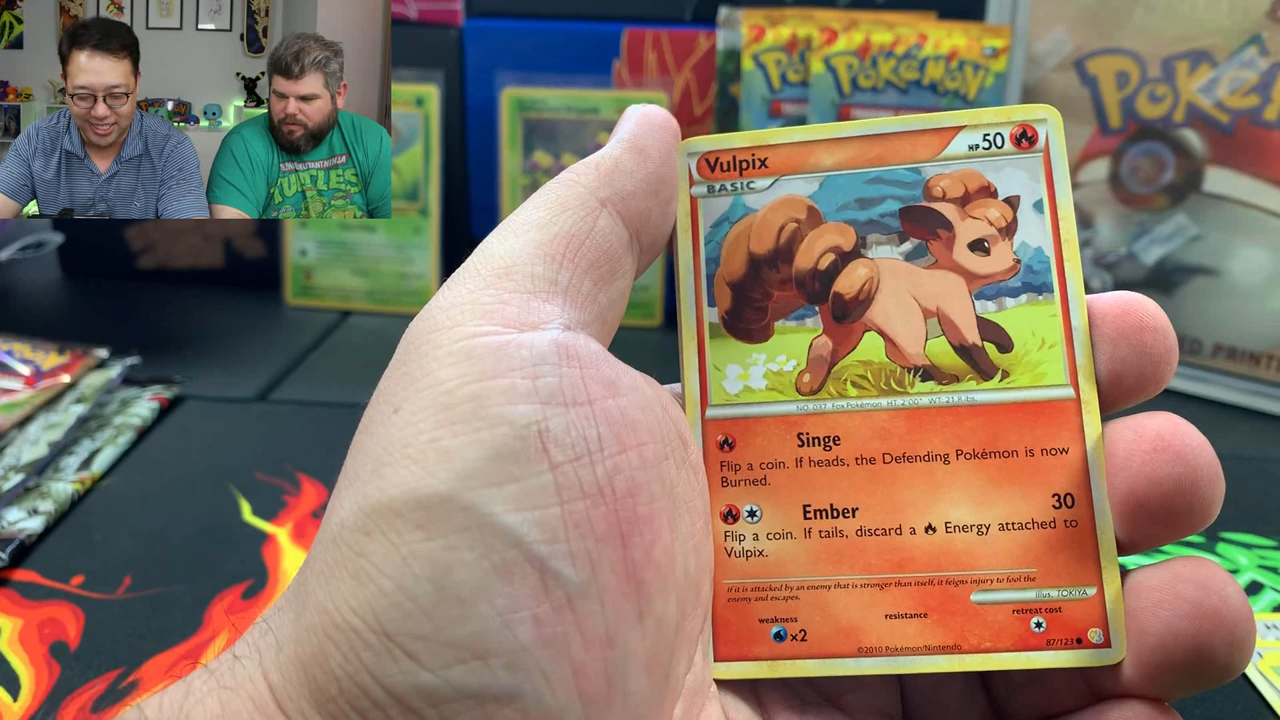 TEENAGE MUTANT NINJA
TURTLES
Pokémon
Vulpix
HP 50
BASIC
NO. 037 Fox Pokémon HT: 2'00" WT: 21.8 lbs.
Singe
Flip a coin. If heads, the Defending Pokémon is now
Burned.
Ember 30
Flip a coin. If tails, discard a Energy attached to
Vulpix.
If it is attacked by an enemy that is stronger than itself, it feigns injury to fool the
enemy and escapes.
Illus. TOKIYA
weakness resistance retreat cost
x2
87/123
©2010 Pokémon/Nintendo